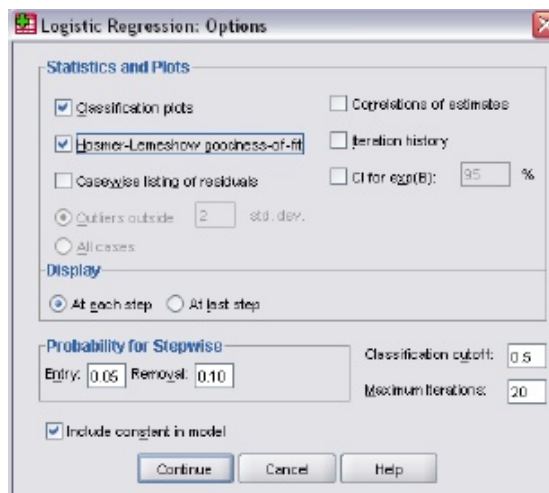 Logistic Regression: Options
Statistics and Plots
Classification plots
Hosmer-Lemeshow goodness-of-fit
Casewise listing of residuals
Outliers outside 2 std. dev.
All cases
Correlations of estimates
Iteration history
CI for exp(B): 95 %
Display
At each step At last step
Probability for Stepwise
Entry: 0.05 Removal: 0.10
Classification cutoff: 0.5
Maximum Iterations: 20
Include constant in model
Continue Cancel Help